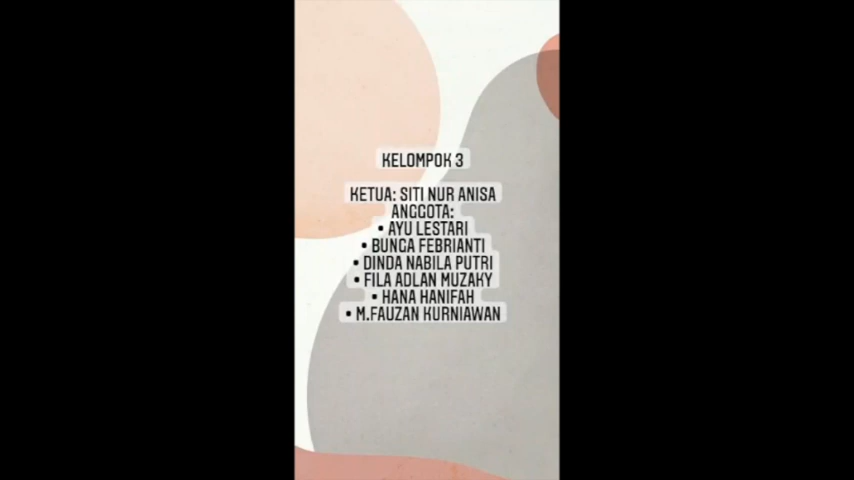 KELOMPOK 3
KETUA: SITI NUR ANISA
ANGGOTA:
• AYU LESTARI
• BUNGA FEBRIANTI
• DINDA NABILA PUTRI
• FILA ADLAN MUZAKY
• HANA HANIFAH
• M.FAUZAN KURNIAWAN